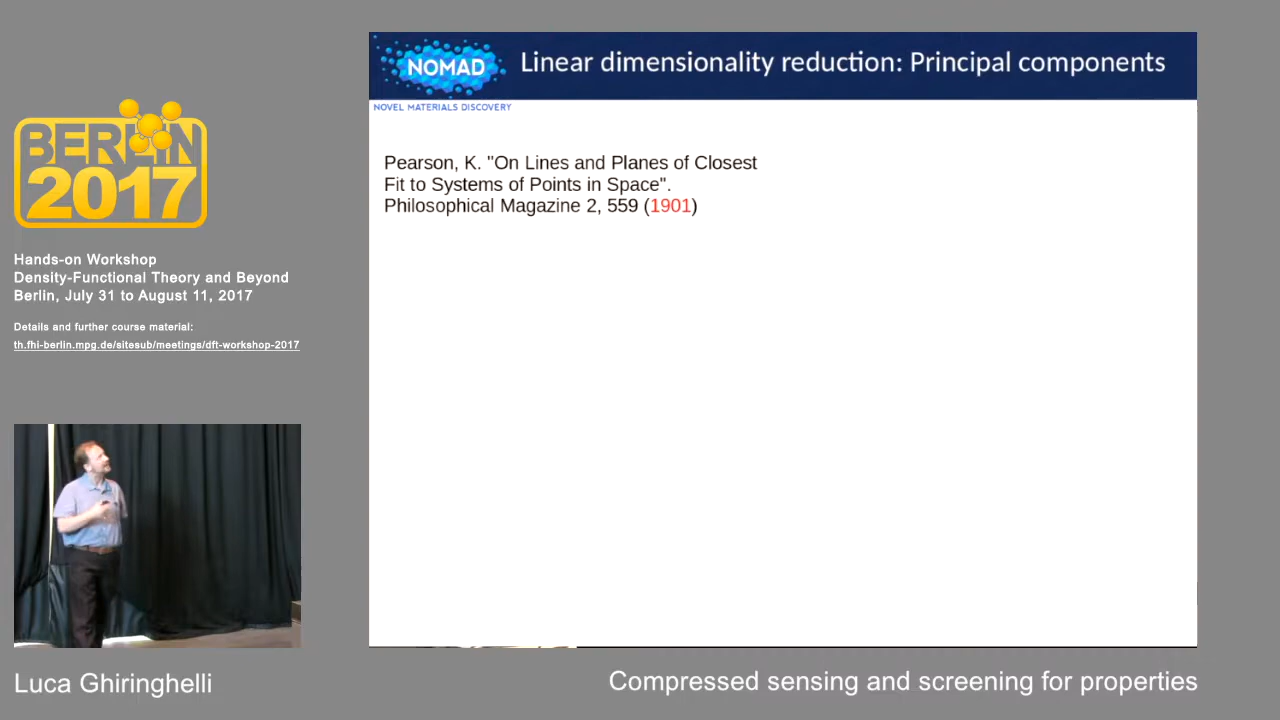 BERLIN
2017
Hands-on Workshop
Density-Functional Theory and Beyond
Berlin, July 31 to August 11, 2017
Details and further course material:
th.fhi-berlin.mpg.de/sitesub/meetings/dft-workshop-2017
NOMAD
NOVEL MATERIALS DISCOVERY
Linear dimensionality reduction: Principal components
Pearson, K. "On Lines and Planes of Closest
Fit to Systems of Points in Space".
Philosophical Magazine 2, 559 (1901)
Luca Ghiringhelli
Compressed sensing and screening for properties